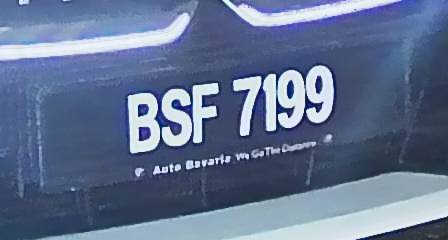 BSF 7199
Auto Bavaria We Go The Distance